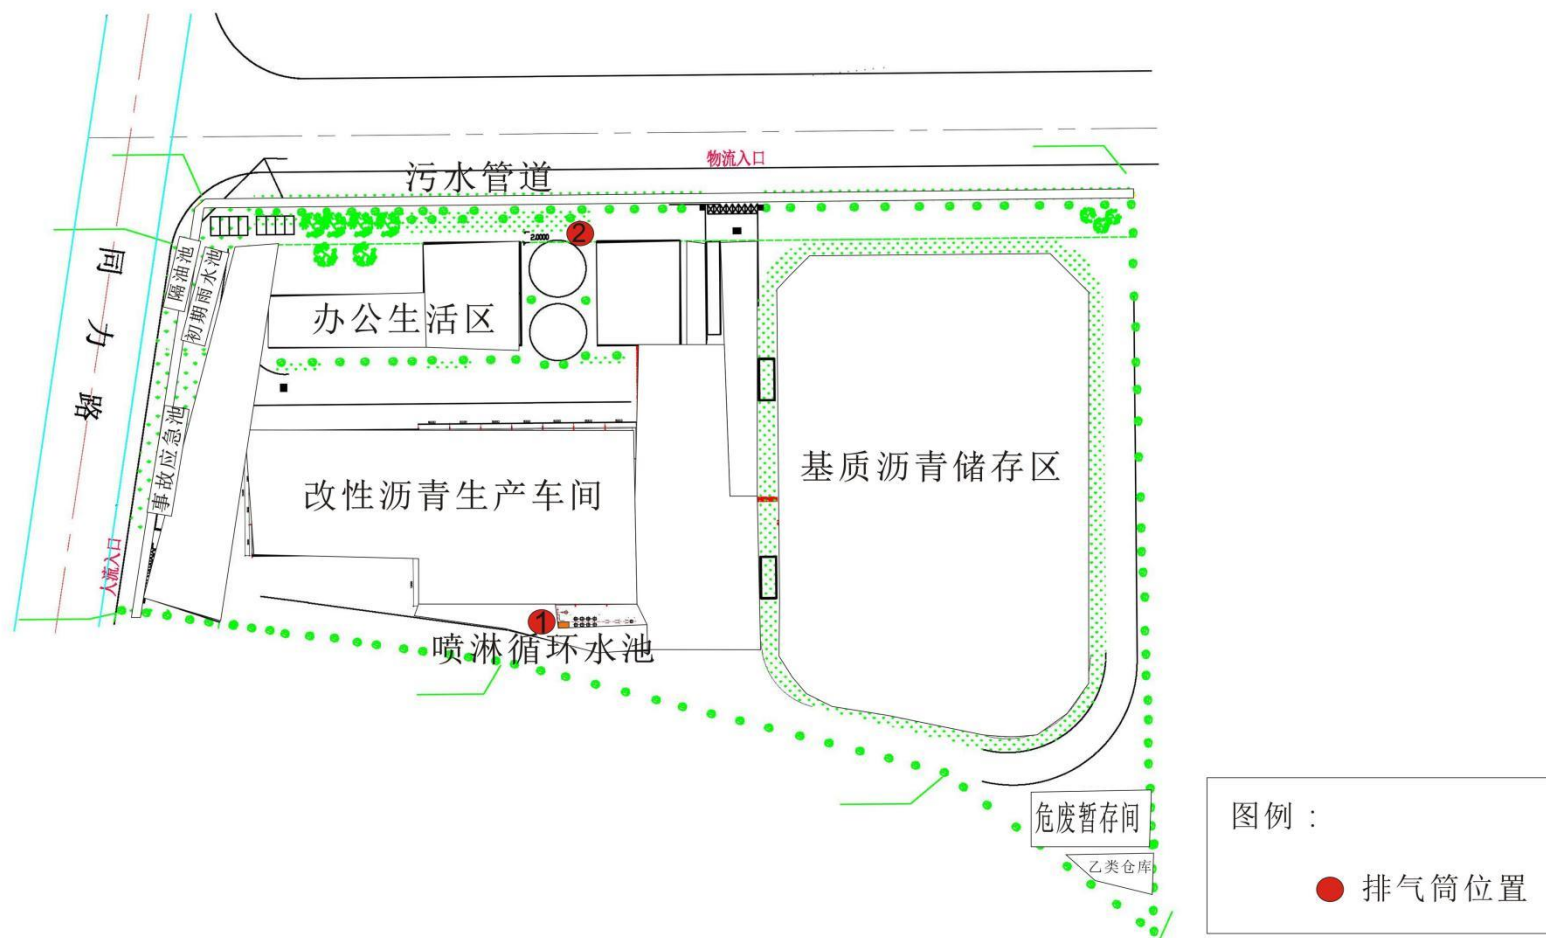 物流入口
污水管道
2
2.0000
同力路
隔油池
初期雨水池
办公生活区
事故应急池
基质沥青储存区
改性沥青生产车间
人流入口
1
喷淋循环水池
危废暂存间
乙类仓库
图例：
排气筒位置